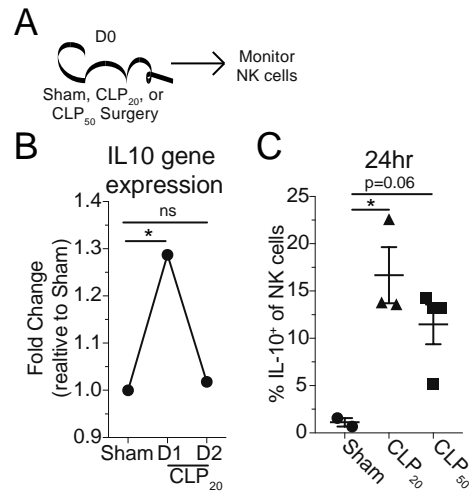 A
D0
Monitor
NK cells
Sham, CLP20, or
CLP50 Surgery
B
IL10 gene
expression
ns
*
1.4
1.3
1.2
1.1
1.0
0.9
Fold Change
(realtive to Sham)
Sham D1 D2
CLP20
C
24hr
p=0.06
*
25
20
15
10
5
0
% IL-10+ of NK cells
Sham
CLP20
CLP50